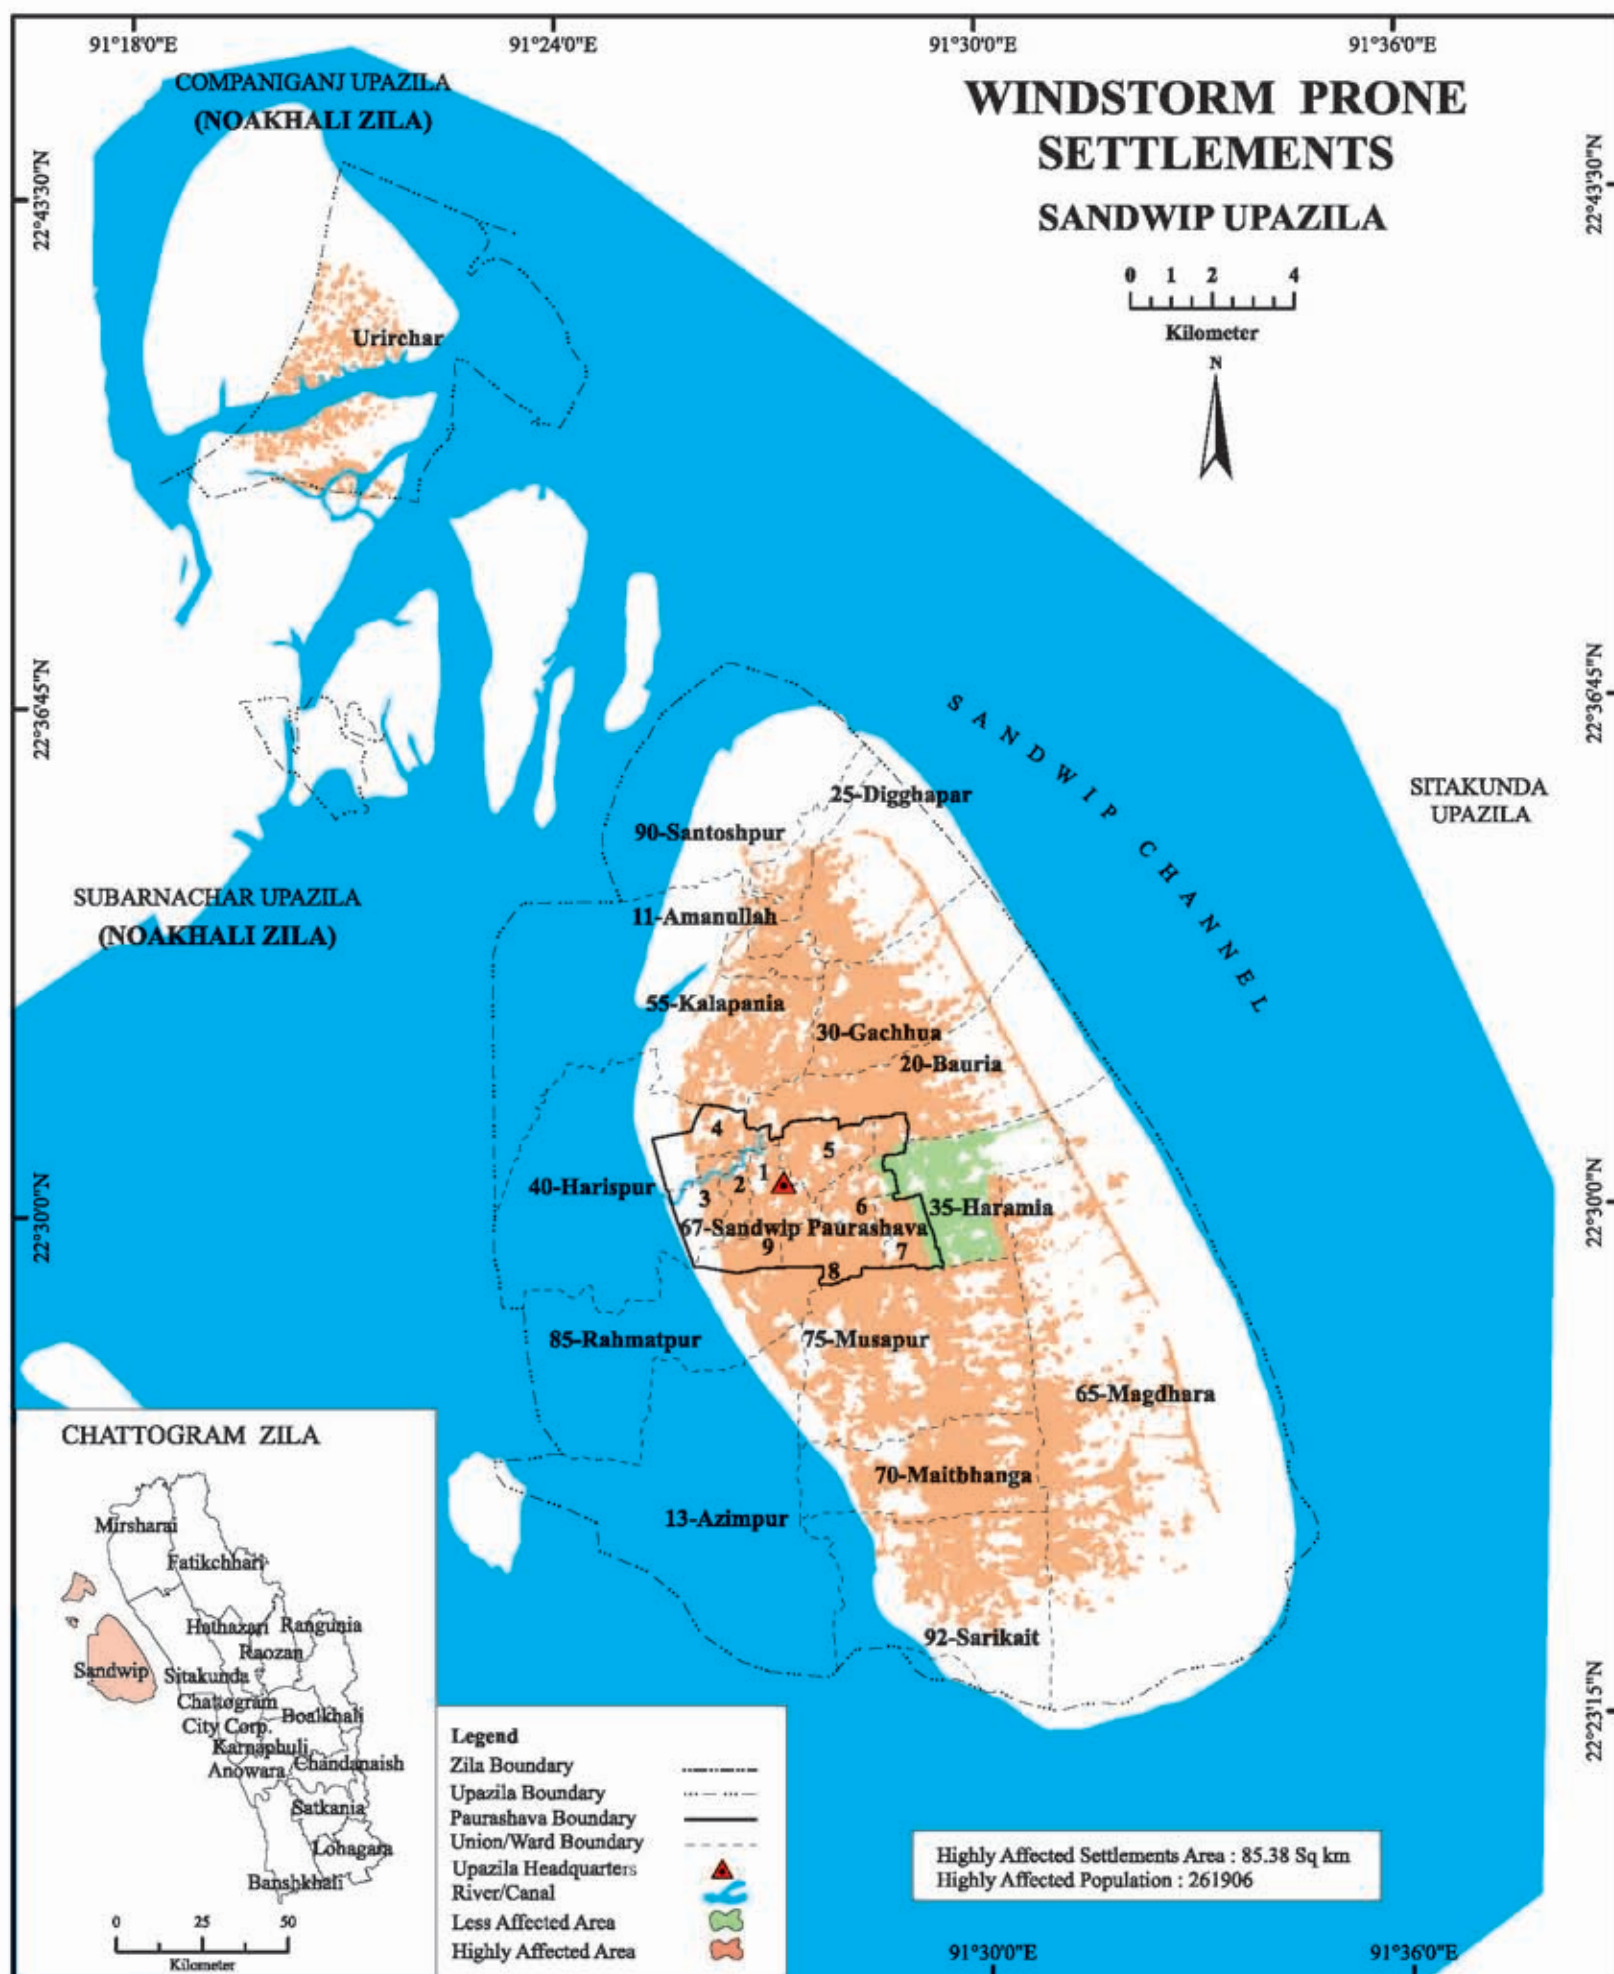 91°18'0"E
91°24'0"E
91°30'0"E
91°36'0"E
COMPANIGANJ UPAZILA
(NOAKHALI ZILA)
WINDSTORM PRONE
SETTLEMENTS
SANDWIP UPAZILA
0 1 2 4
Kilometer
N
22°43'30"N
22°43'30"N
Urirchar
22°36'45"N
22°36'45"N
SANDWIP CHANNEL
SITAKUNDA
UPAZILA
25-Digghapar
90-Santoshpur
SUBARNACHAR UPAZILA
(NOAKHALI ZILA)
11-Amanullah
55-Kalapania
30-Gachhua
20-Bauria
4
5
1
2
3
6
40-Harispur
35-Haramia
67-Sandwip Paurashava
9
7
8
22°30'0"N
22°30'0"N
85-Rahmatpur
75-Musapur
65-Magdhara
70-Maitbhanga
13-Azimpur
92-Sarikait
22°23'15"N
CHATTOGRAM ZILA
Mirsharai
Fatikchhari
Hathazari
Rangunia
Raozan
Sandwip
Sitakunda
Chattogram
City Corp.
Boalkhali
Karnaphuli
Anowara
Chandanaish
Satkania
Lohagara
Banshkhali
0 25 50
Kilometer
Legend
Zila Boundary
Upazila Boundary
Paurashava Boundary
Union/Ward Boundary
Upazila Headquarters
River/Canal
Less Affected Area
Highly Affected Area
Highly Affected Settlements Area : 85.38 Sq km
Highly Affected Population : 261906
91°30'0"E
91°36'0"E